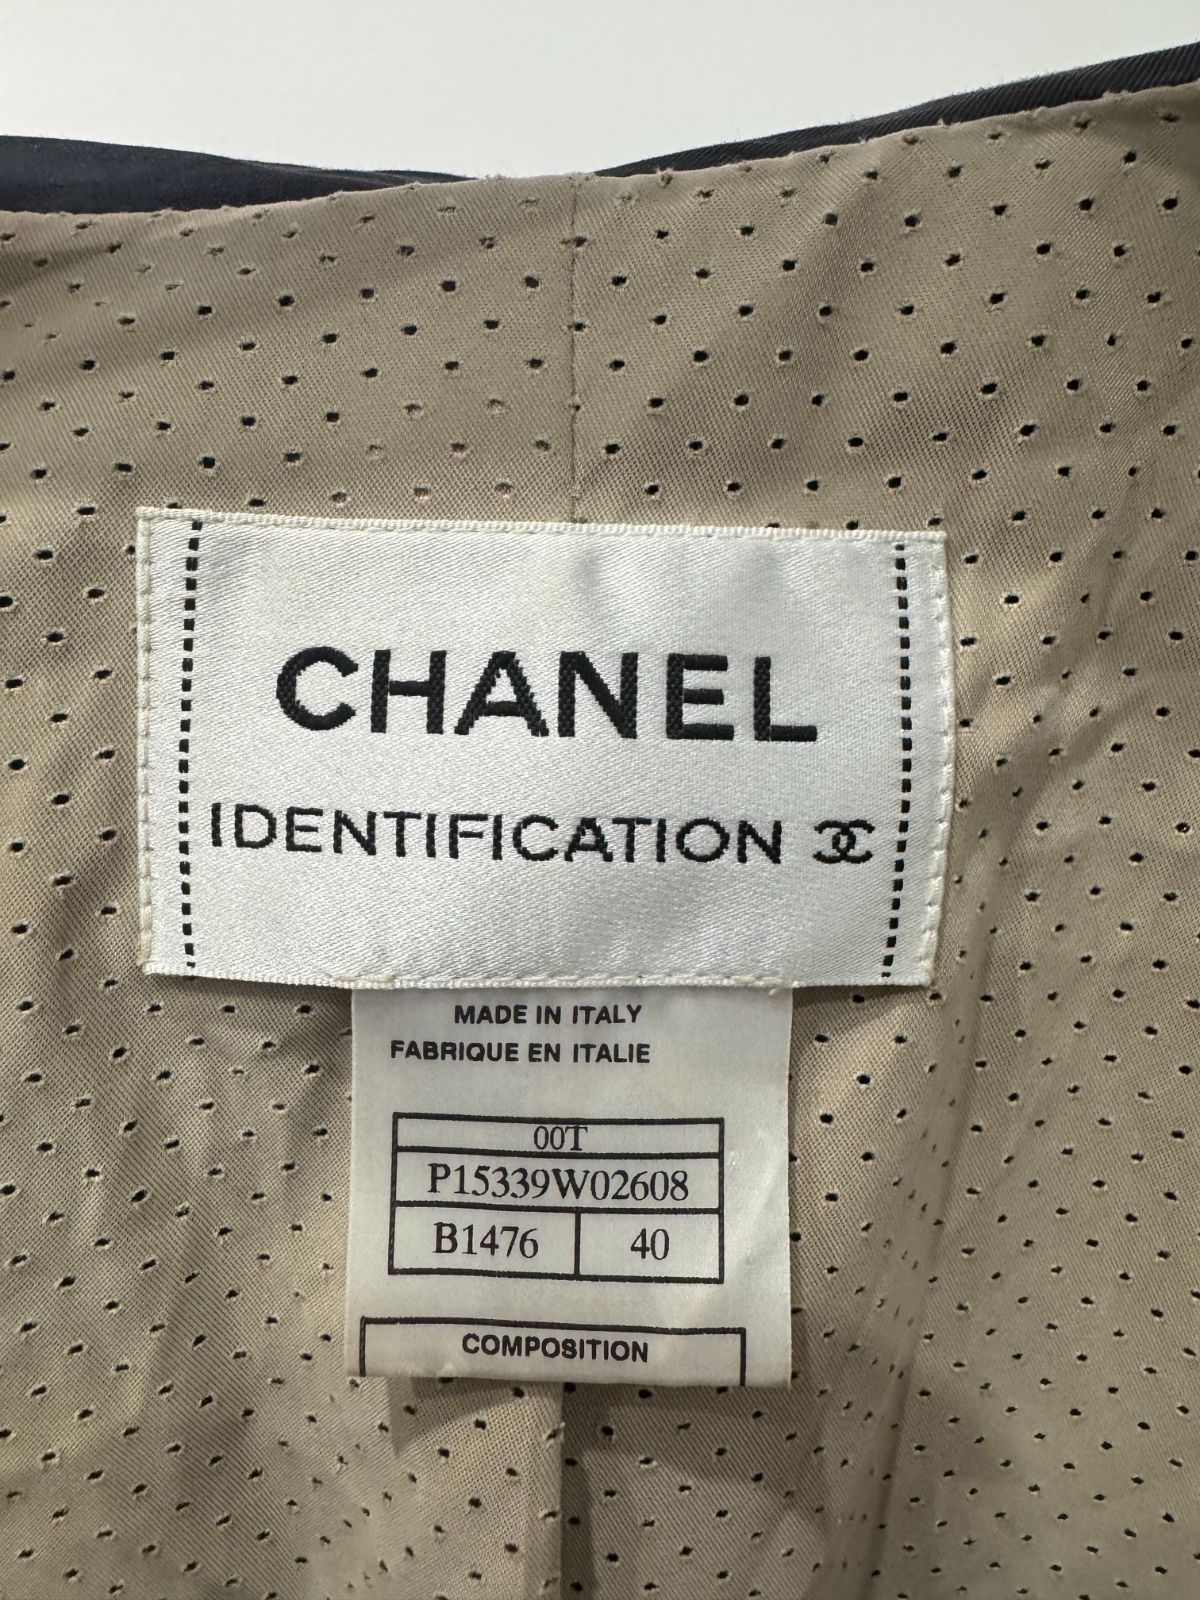 CHANEL
IDENTIFICATION
MADE IN ITALY
FABRIQUE EN ITALIE
00T
P15339W02608
B1476 40
COMPOSITION